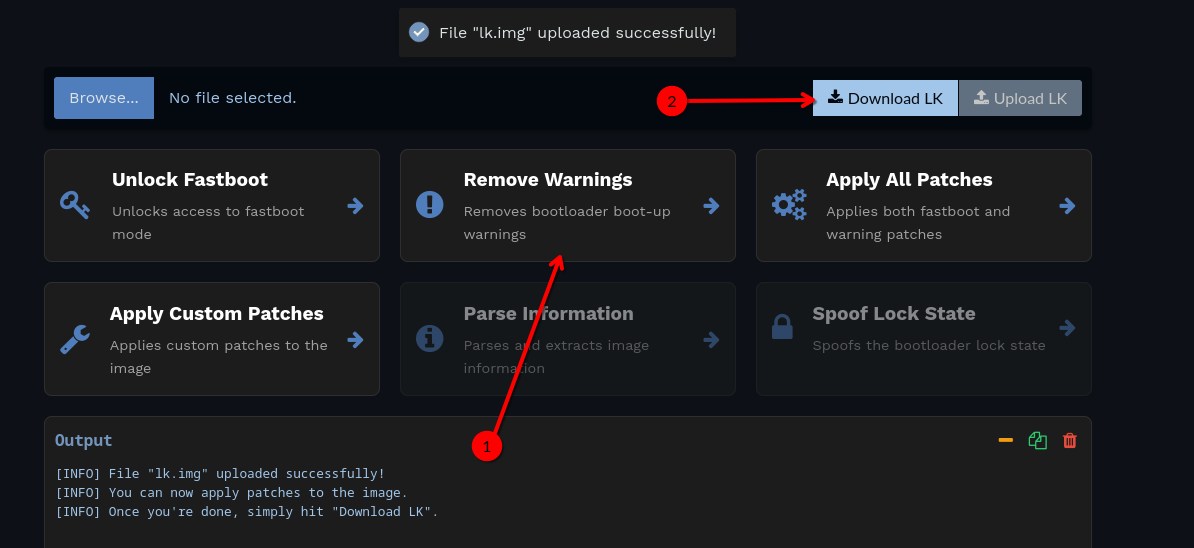 File "lk.img" uploaded successfully!
Browse...
No file selected.
2
Download LK
Upload LK
Unlock Fastboot
Unlocks access to fastboot
mode
Remove Warnings
Removes bootloader boot-up
warnings
Apply All Patches
Applies both fastboot and
warning patches
Apply Custom Patches
Applies custom patches to the
image
Parse Information
Parses and extracts image
information
Spoof Lock State
Spoofs the bootloader lock state
1
Output
[INFO] File "lk.img" uploaded successfully!
[INFO] You can now apply patches to the image.
[INFO] Once you're done, simply hit "Download LK".